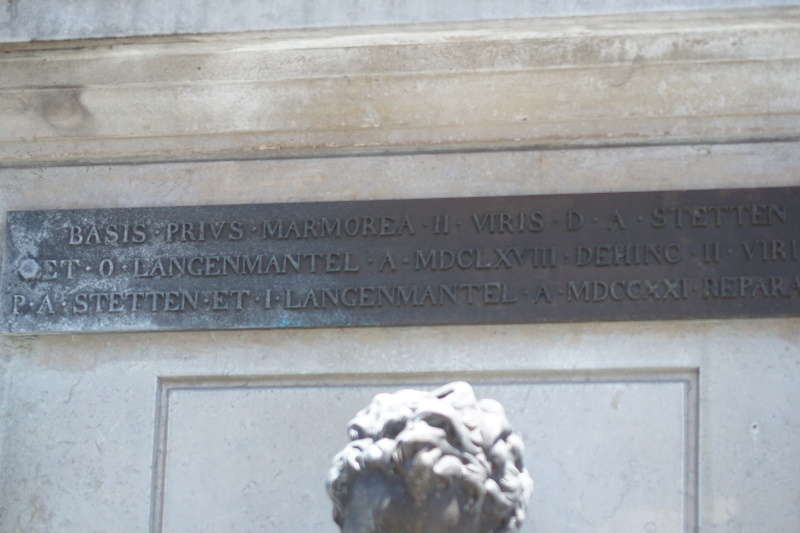 BASIS · PRIVS · MARMOREA · II · VIRIS · D · A · STETTEN
ET · O · LANGENMANTEL · A · MDCLXVIII · DEHINC · II · VIRI
P · A · STETTEN · ET · I · LANGENMANTEL · A · MDCCXXI · REPARA